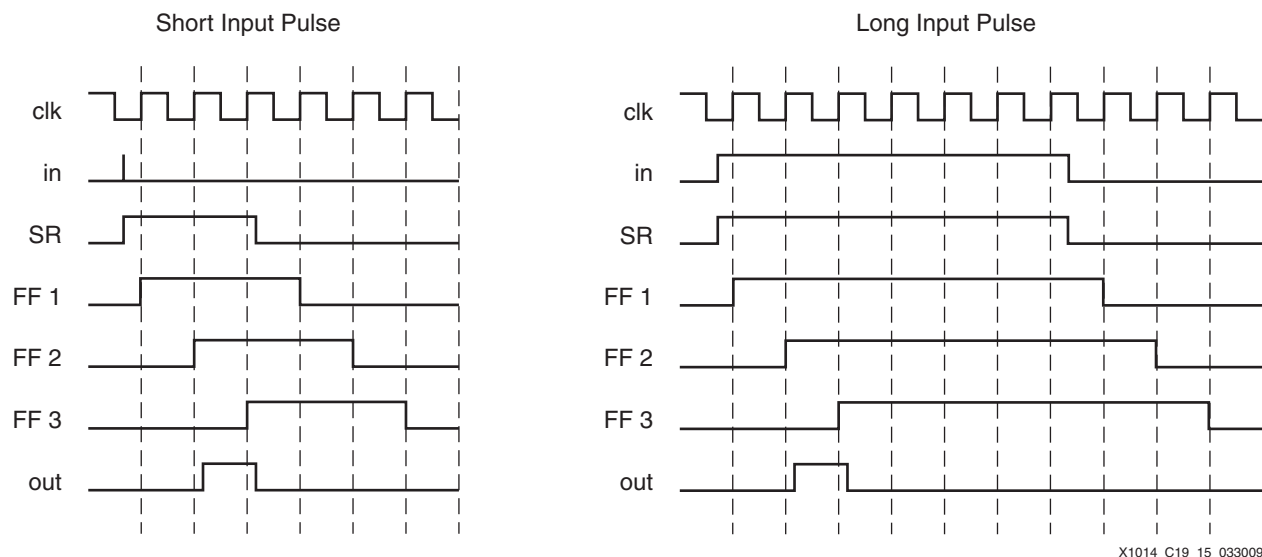 Short Input Pulse
clk
in
SR
FF 1
FF 2
FF 3
out
Long Input Pulse
clk
in
SR
FF 1
FF 2
FF 3
out
X1014_C19_15_033009